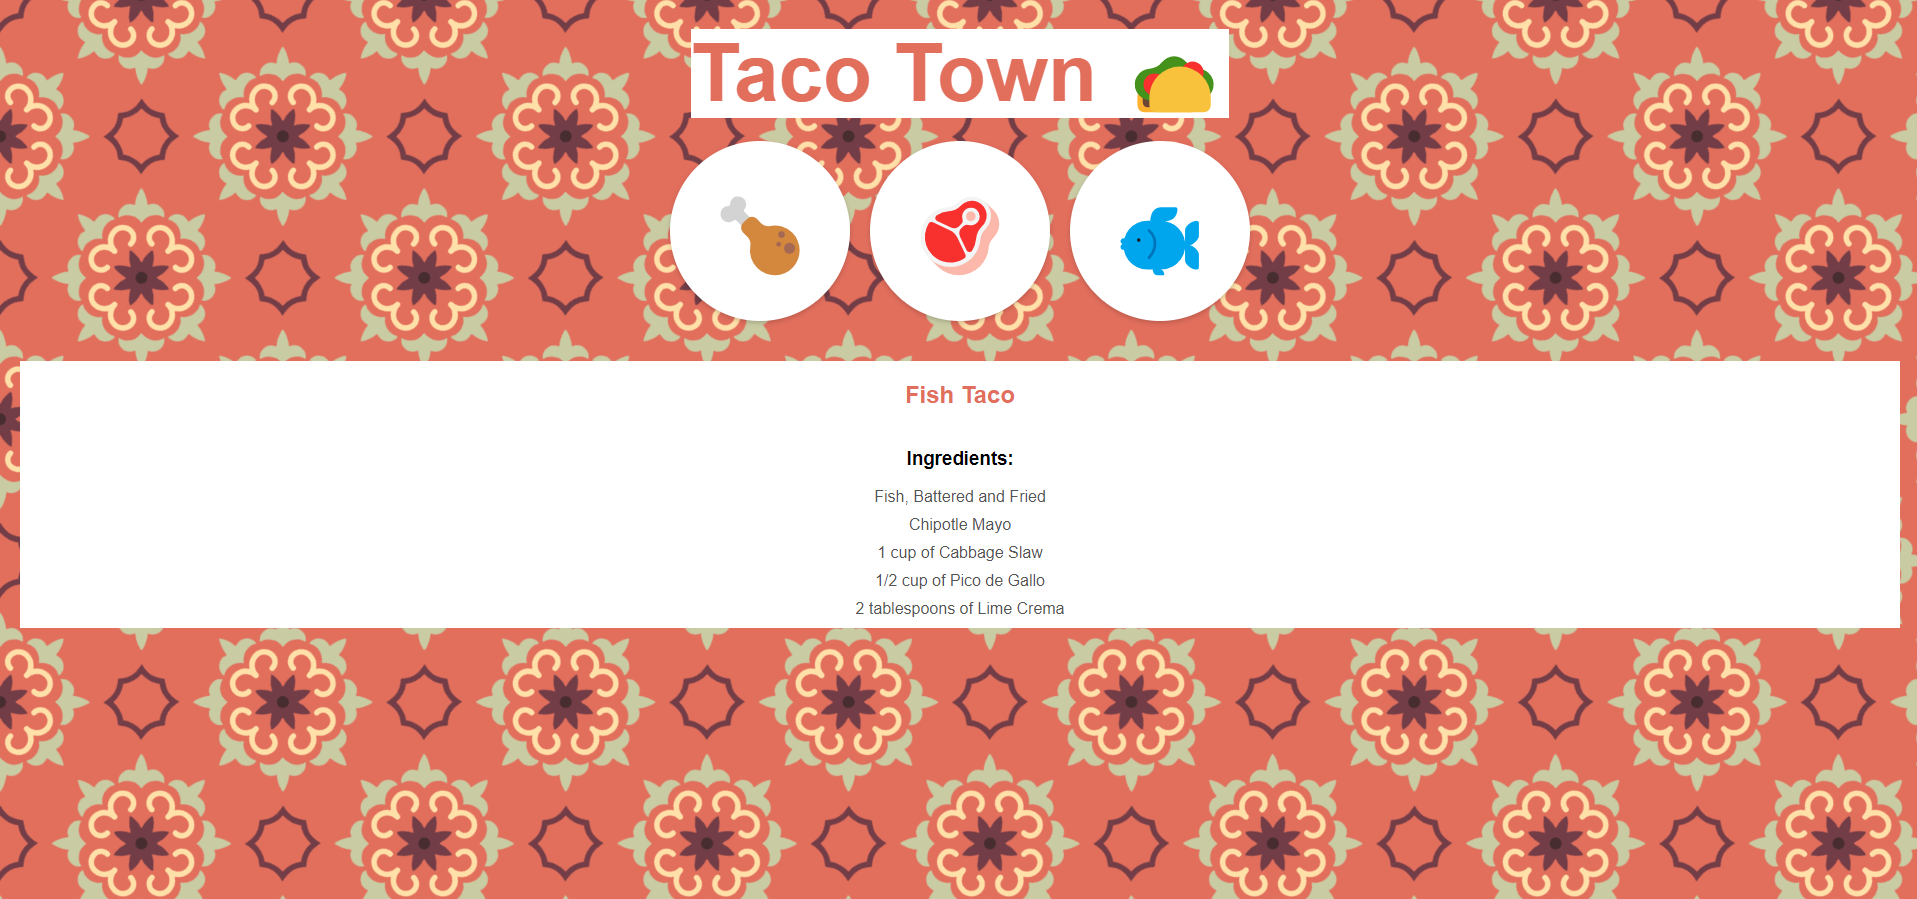 Taco Town
Fish Taco
Ingredients:
Fish, Battered and Fried
Chipotle Mayo
1 cup of Cabbage Slaw
1/2 cup of Pico de Gallo
2 tablespoons of Lime Crema